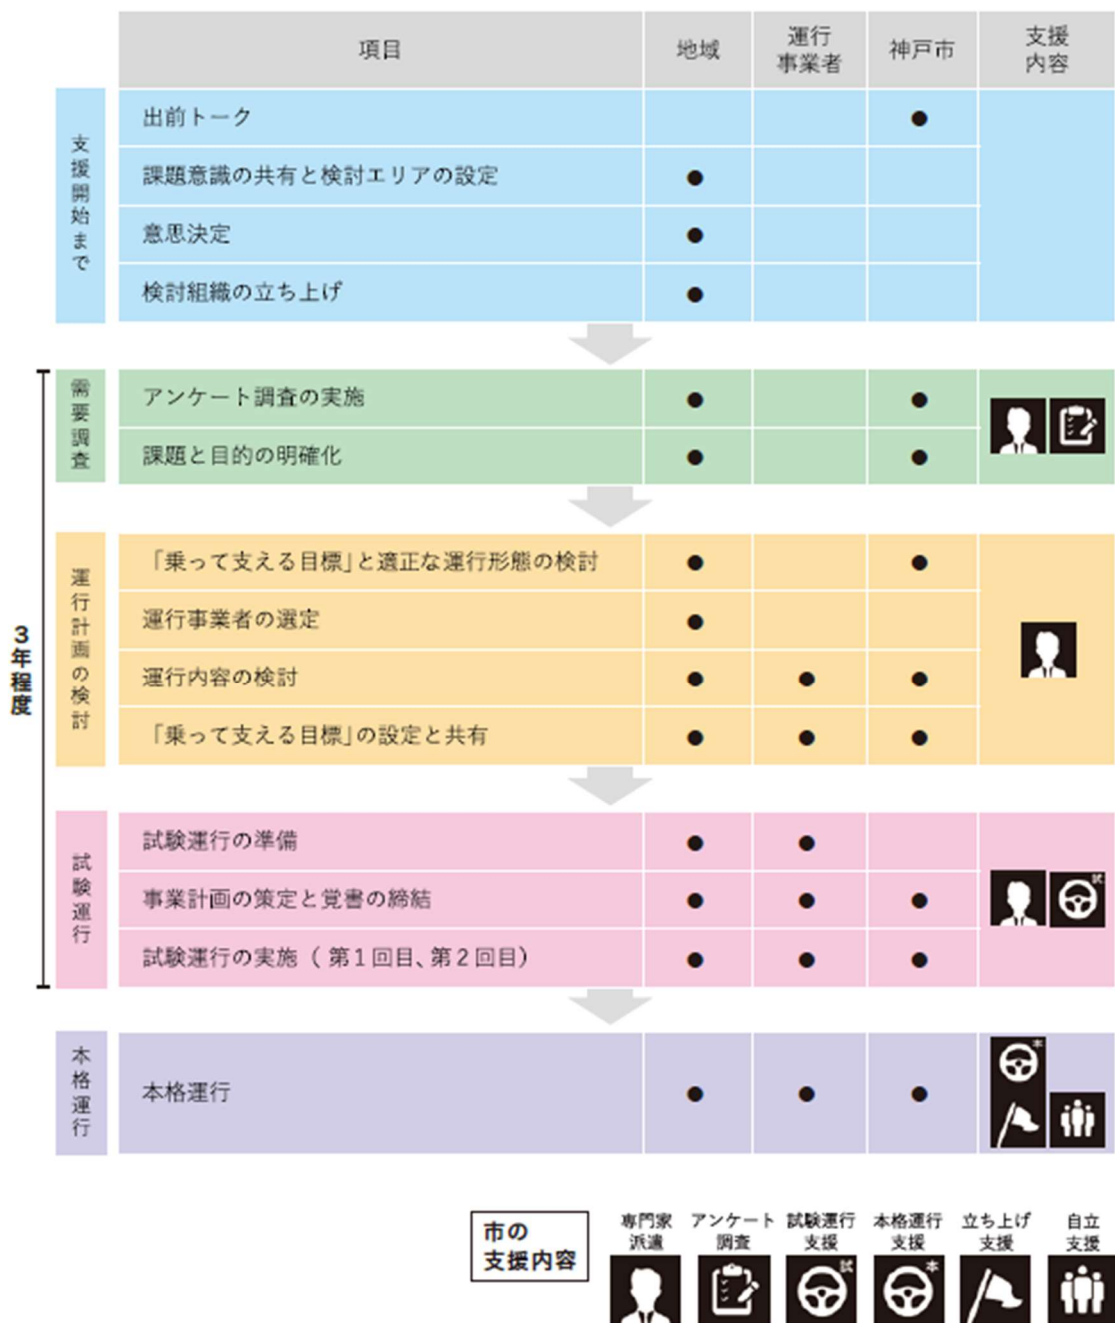 項目
地域
運行
事業者
神戸市
支援
内容
支援開始まで
出前トーク
●
課題意識の共有と検討エリアの設定
●
意思決定
●
検討組織の立ち上げ
●
3年程度
需要調査
アンケート調査の実施
● ●
課題と目的の明確化
● ●
運行計画の検討
「乗って支える目標」と適正な運行形態の検討
● ●
運行事業者の選定
●
運行内容の検討
● ● ●
「乗って支える目標」の設定と共有
● ● ●
試験運行
試験運行の準備
● ●
事業計画の策定と覚書の締結
● ● ●
試
試験運行の実施（第1回目、第2回目）
● ● ●
本格運行
本格運行
● ● ●
本
市の
支援内容
専門家
派遣
アンケート
調査
試験運行
支援
試
本格運行
支援
本
立ち上げ
支援
自立
支援